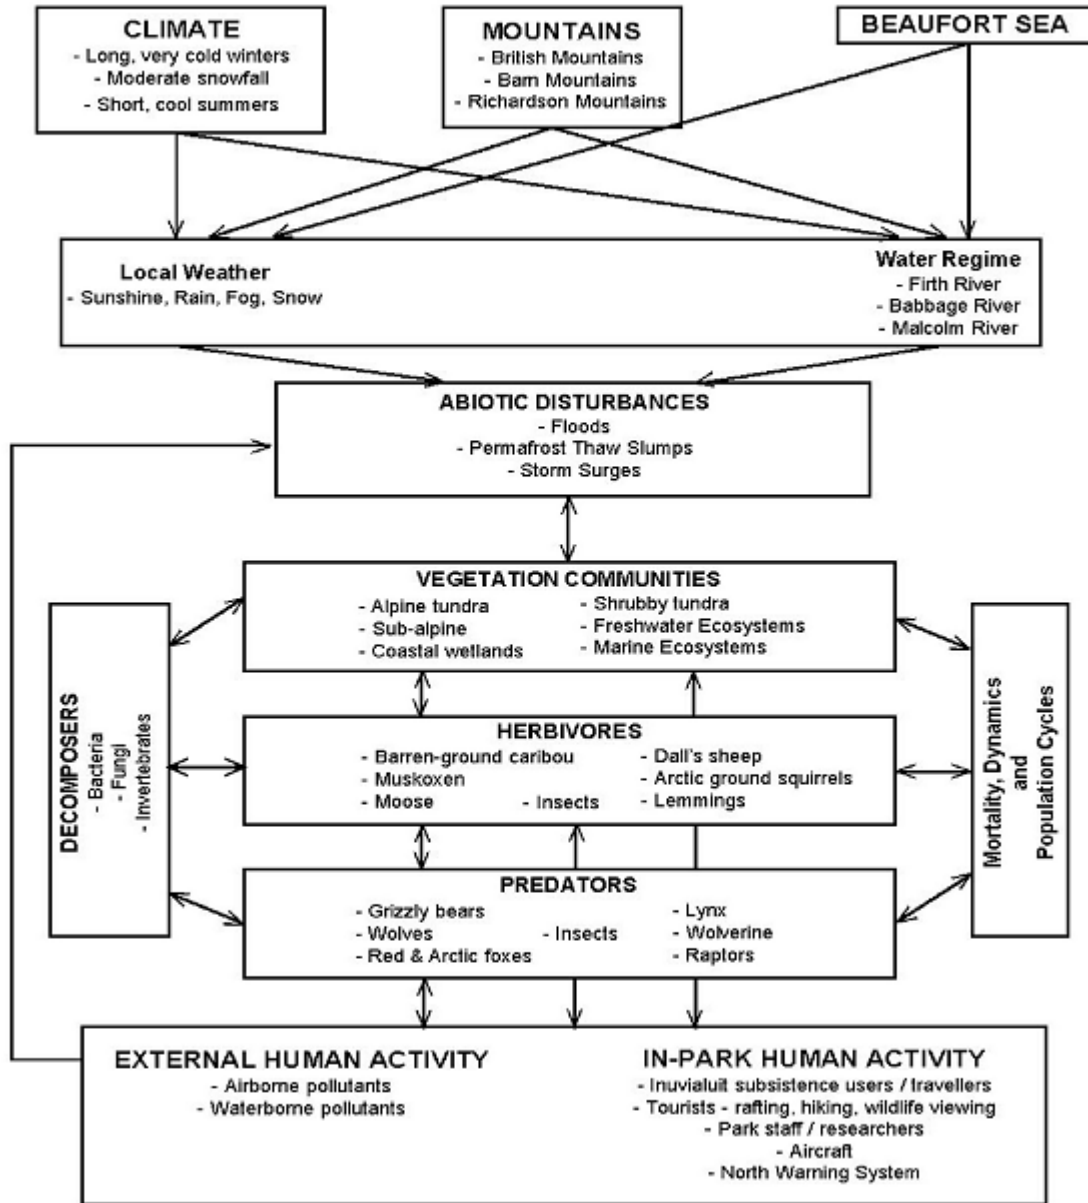 CLIMATE
- Long, very cold winters
- Moderate snowfall
- Short, cool summers
MOUNTAINS
- British Mountains
- Barn Mountains
- Richardson Mountains
BEAUFORT SEA
Local Weather
- Sunshine, Rain, Fog, Snow
Water Regime
- Firth River
- Babbage River
- Malcolm River
ABIOTIC DISTURBANCES
- Floods
- Permafrost Thaw Slumps
- Storm Surges
VEGETATION COMMUNITIES
- Alpine tundra
- Sub-alpine
- Coastal wetlands
- Shrubby tundra
- Freshwater Ecosystems
- Marine Ecosystems
DECOMPOSERS
- Bacteria
- Fungi
- Invertebrates
HERBIVORES
- Barren-ground caribou
- Muskoxen
- Moose
- Insects
- Dall's sheep
- Arctic ground squirrels
- Lemmings
Mortality, Dynamics
and
Population Cycles
PREDATORS
- Grizzly bears
- Wolves
- Red & Arctic foxes
- Insects
- Lynx
- Wolverine
- Raptors
EXTERNAL HUMAN ACTIVITY
- Airborne pollutants
- Waterborne pollutants
IN-PARK HUMAN ACTIVITY
- Inuvialuit subsistence users / travellers
- Tourists - rafting, hiking, wildlife viewing
- Park staff / researchers
- Aircraft
- North Warning System